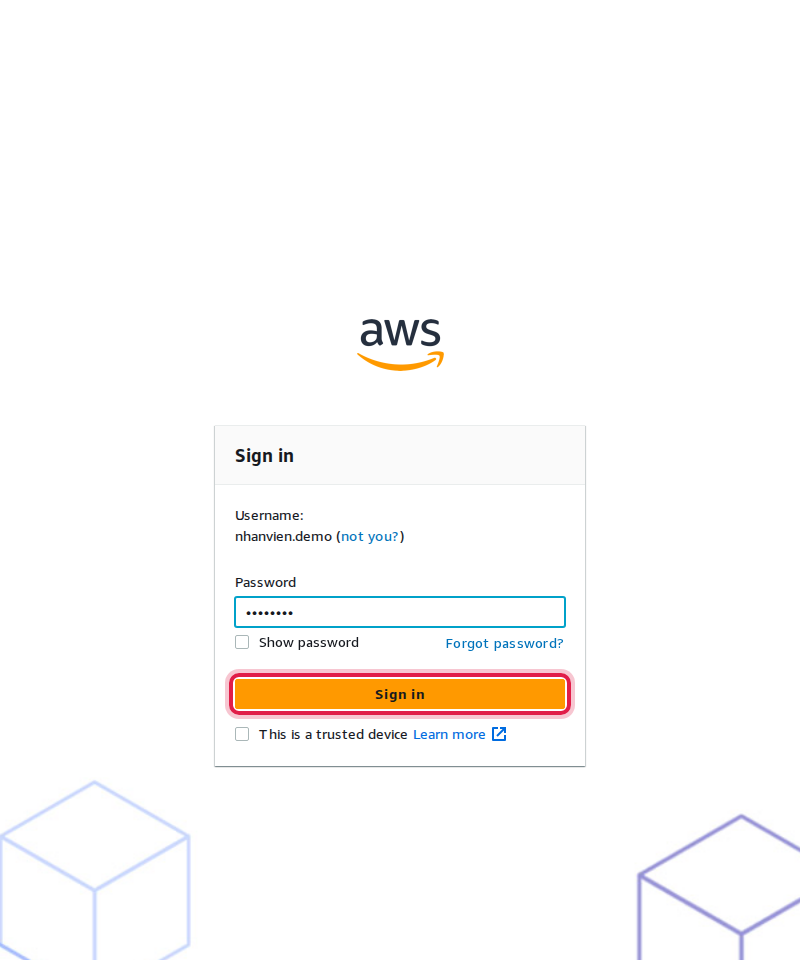 aws
Sign in
Username:
nhanvien.demo (not you?)
Password
••••••••
Show password
Forgot password?
Sign in
This is a trusted device Learn more